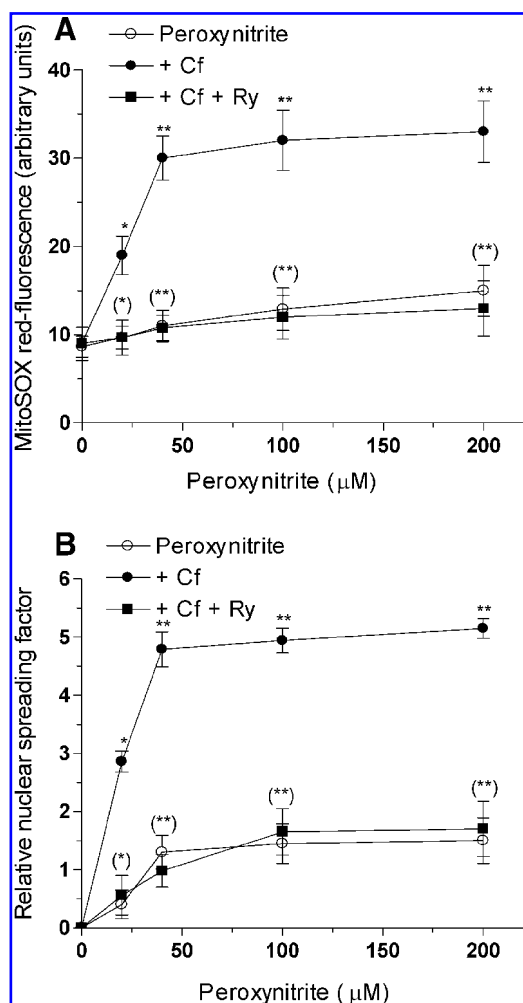 A
Peroxynitrite
+ Cf
+ Cf + Ry
MitoSOX red-fluorescence (arbitrary units)
40
30
20
10
0
*
**
**
**
(*)
(**)
(**)
(**)
0 50 100 150 200
Peroxynitrite (μM)
B
Peroxynitrite
+ Cf
+ Cf + Ry
Relative nuclear spreading factor
6
5
4
3
2
1
0
*
**
**
**
(*)
(**)
(**)
(**)
0 50 100 150 200
Peroxynitrite (μM)